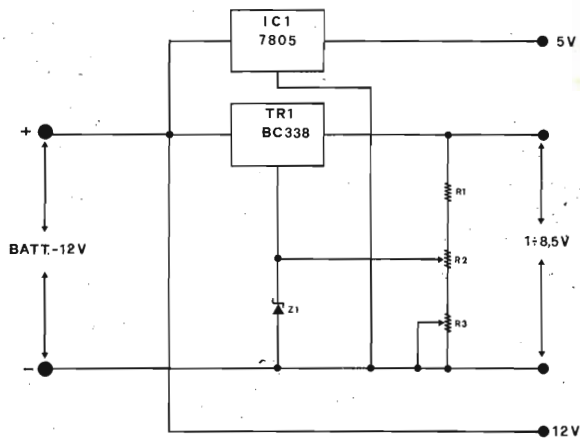 IC1
7805
5V
TR1
BC338
+
R1
BATT.-12V
1÷8,5V
R2
Z1
R3
-
12V